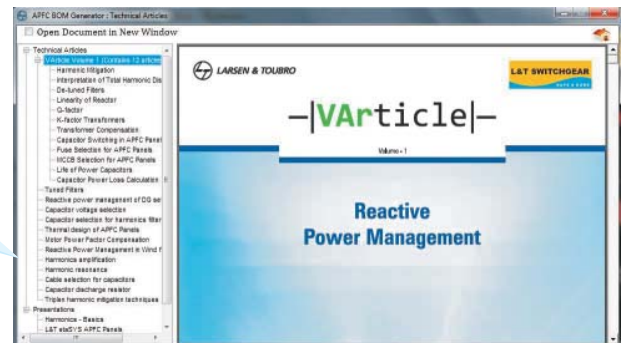 APFC BOM Generator : Technical Articles
Open Document in New Window
Technical Articles
VArticle Volume 1 (Contains 12 articles
Harmonic Mitigation
Interpretation of Total Harmonic Dis
De-tuned Filters
Linearity of Reactor
Q-factor
K-factor Transformers
Transformer Compensation
Capacitor Switching in APFC Panel
Fuse Selection for APFC Panels
MCCB Selection for APFC Panels
Life of Power Capacitors
Capacitor Power Loss Calculation
Tuned Filters
Reactive power management of DG se
Capacitor voltage selection
Capacitor selection for harmonics filter
Thermal design of APFC Panels
Motor Power Factor Compensation
Reactive Power Management in Wind F
Harmonics amplification
Harmonic resonance
Cable selection for capacitors
Capacitor discharge resistor
Triplen harmonic mitigation techniques
Presentations
Harmonics - Basics
L&T etaSYS APFC Panels
LARSEN & TOUBRO
L&T SWITCHGEAR
SAFE & SURE
VArticle
Volume - 1
Reactive
Power Management